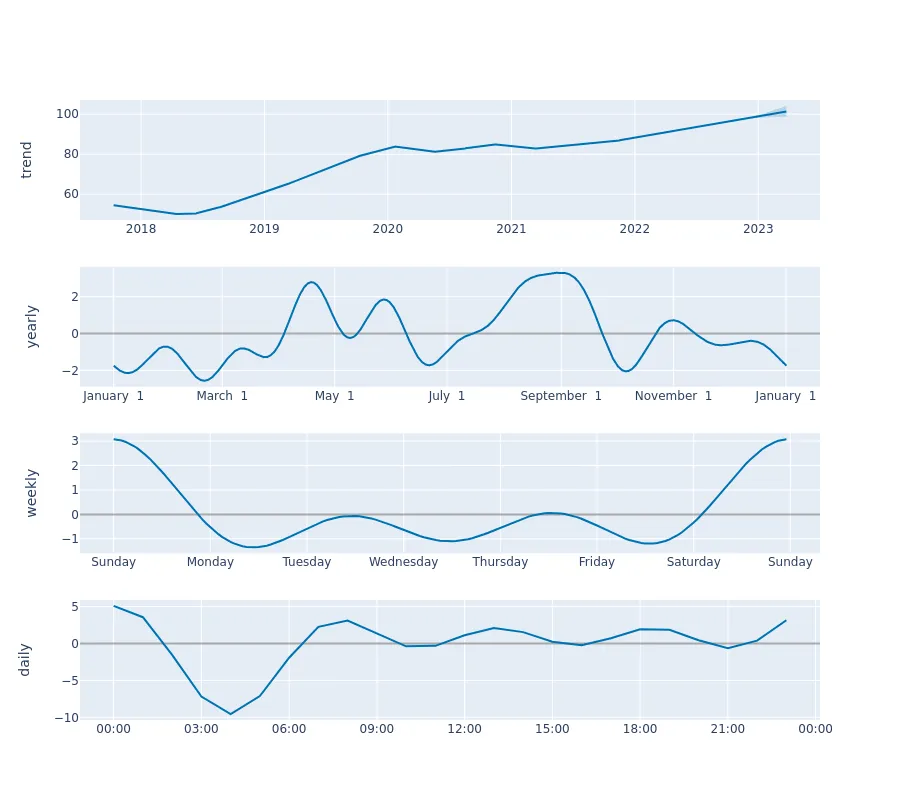 trend
100
80
60
2018 2019 2020 2021 2022 2023
yearly
2
0
−2
January 1 March 1 May 1 July 1 September 1 November 1 January 1
weekly
3
2
1
0
−1
Sunday Monday Tuesday Wednesday Thursday Friday Saturday Sunday
daily
5
0
−5
−10
00:00 03:00 06:00 09:00 12:00 15:00 18:00 21:00 00:00